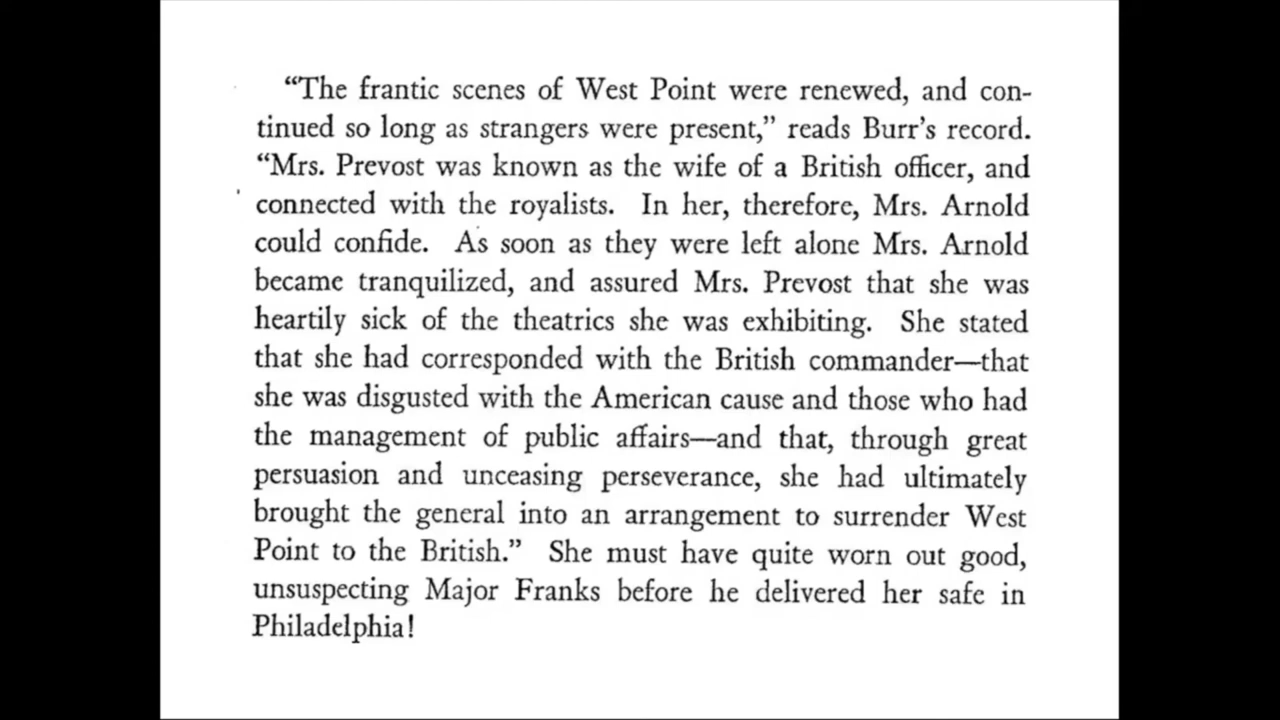 “The frantic scenes of West Point were renewed, and con-
tinued so long as strangers were present,” reads Burr’s record.
“Mrs. Prevost was known as the wife of a British officer, and
connected with the royalists. In her, therefore, Mrs. Arnold
could confide. As soon as they were left alone Mrs. Arnold
became tranquilized, and assured Mrs. Prevost that she was
heartily sick of the theatrics she was exhibiting. She stated
that she had corresponded with the British commander—that
she was disgusted with the American cause and those who had
the management of public affairs—and that, through great
persuasion and unceasing perseverance, she had ultimately
brought the general into an arrangement to surrender West
Point to the British.” She must have quite worn out good,
unsuspecting Major Franks before he delivered her safe in
Philadelphia!